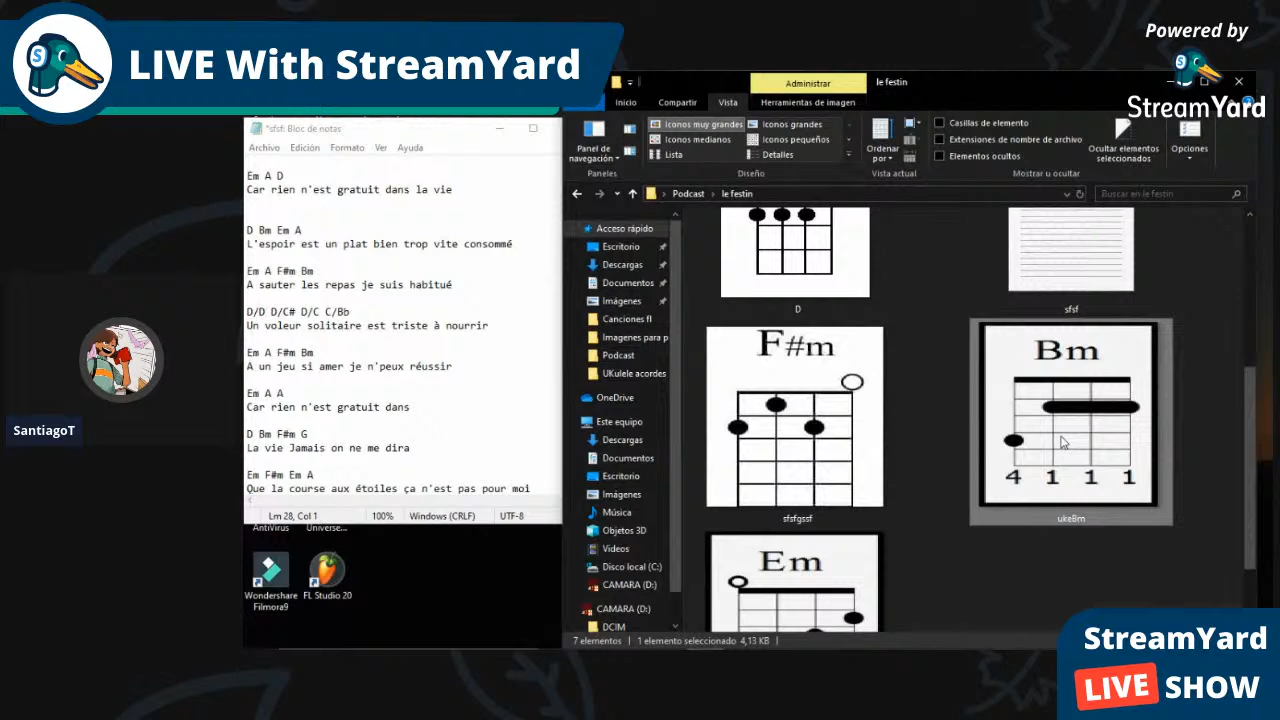 LIVE With StreamYard
Powered by
StreamYard
*sfsf: Bloc de notas
Archivo Edición Formato Ver Ayuda
Em A D
Car rien n'est gratuit dans la vie
D Bm Em A
L'espoir est un plat bien trop vite consommé
Em A F#m Bm
A sauter les repas je suis habitué
D/D D/C# D/C C/Bb
Un voleur solitaire est triste à nourrir
Em A F#m Bm
A un jeu si amer je n'peux réussir
Em A A
Car rien n'est gratuit dans
D Bm F#m G
La vie Jamais on ne me dira
Em F#m Em A
Que la course aux étoiles ça n'est pas pour moi
Lm 28, Col 1 100% Windows (CRLF) UTF-8
AntiVirus Universe...
Wondershare Filmora9
FL Studio 20
SantiagoT
Administrar
le festin
Inicio Compartir Vista Herramientas de imagen
Panel de navegación
Iconos muy grandes Iconos grandes
Iconos medianos Iconos pequeños
Lista Detalles
Ordenar por
Casillas de elemento
Extensiones de nombre de archivo
Elementos ocultos
Ocultar elementos seleccionados
Opciones
Paneles Diseño Vista actual Mostrar u ocultar
Podcast le festin
Buscar en le festin
Acceso rápido
Escritorio
Descargas
Documentos
Imágenes
Canciones fl
Imagenes para p
Podcast
UKulele acordes
OneDrive
Este equipo
Descargas
Documentos
Escritorio
Imágenes
Música
Objetos 3D
Videos
Disco local (C:)
CAMARA (D:)
CAMARA (D:)
DCIM
D
sfsf
F#m
sfsfgssf
Bm
4 1 1 1
ukeBm
Em
7 elementos 1 elemento seleccionado 4,13 KB
StreamYard
LIVE SHOW